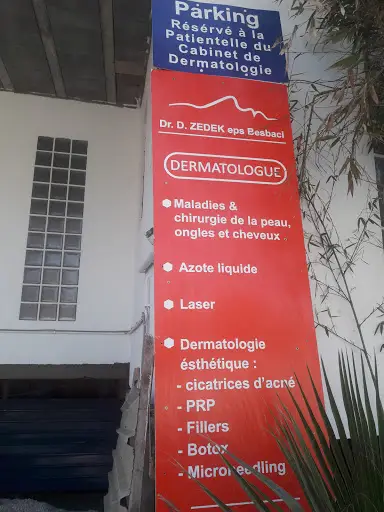 Parking
Réservé à la
Patientelle du
Cabinet de
Dermatologie
Dr. D. ZEDEK eps Besbaci
DERMATOLOGUE
Maladies &
chirurgie de la peau,
ongles et cheveux
Azote liquide
Laser
Dermatologie
ésthétique :
- cicatrices d'acné
- PRP
- Fillers
- Botox
- Microneedling